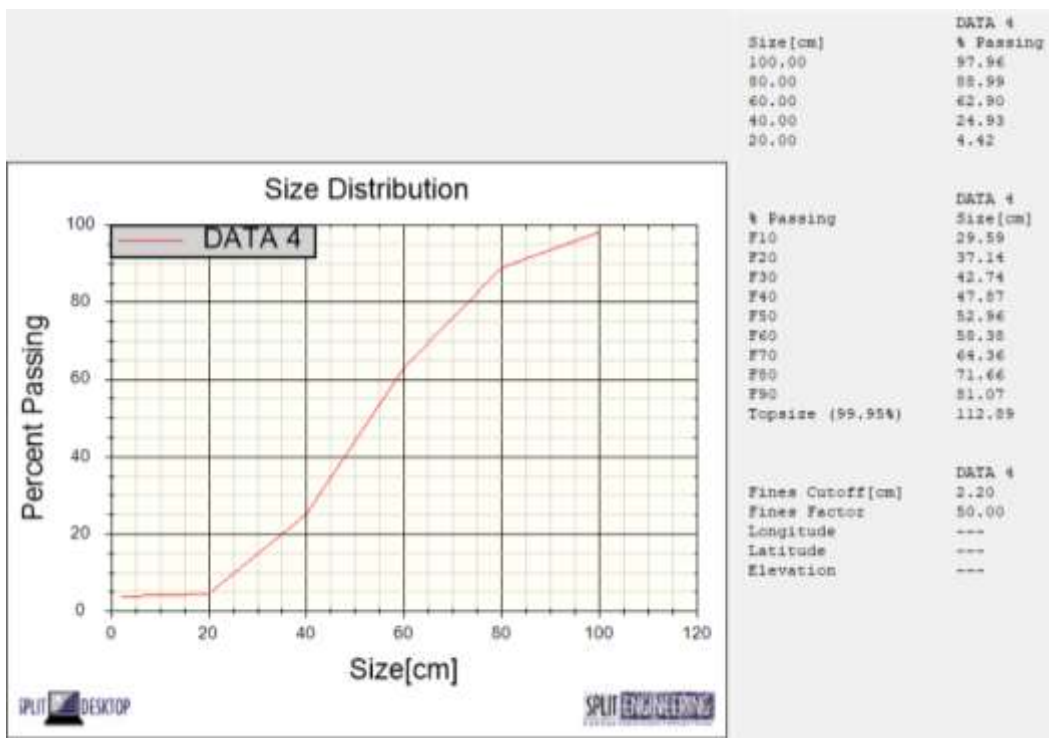 DATA 4
Size[cm] % Passing
100.00 97.96
80.00 88.99
60.00 62.90
40.00 24.93
20.00 4.42
DATA 4
% Passing Size[cm]
F10 29.59
F20 37.14
F30 42.74
F40 47.87
F50 52.96
F60 58.38
F70 64.36
F80 71.66
F90 81.07
Topsize (99.95%) 112.89
DATA 4
Fines Cutoff[cm] 2.20
Fines Factor 50.00
Longitude ---
Latitude ---
Elevation ---
Size Distribution
DATA 4
Percent Passing
100
80
60
40
20
0
0 20 40 60 80 100 120
Size[cm]
SPLIT DESKTOP
SPLIT ENGINEERING